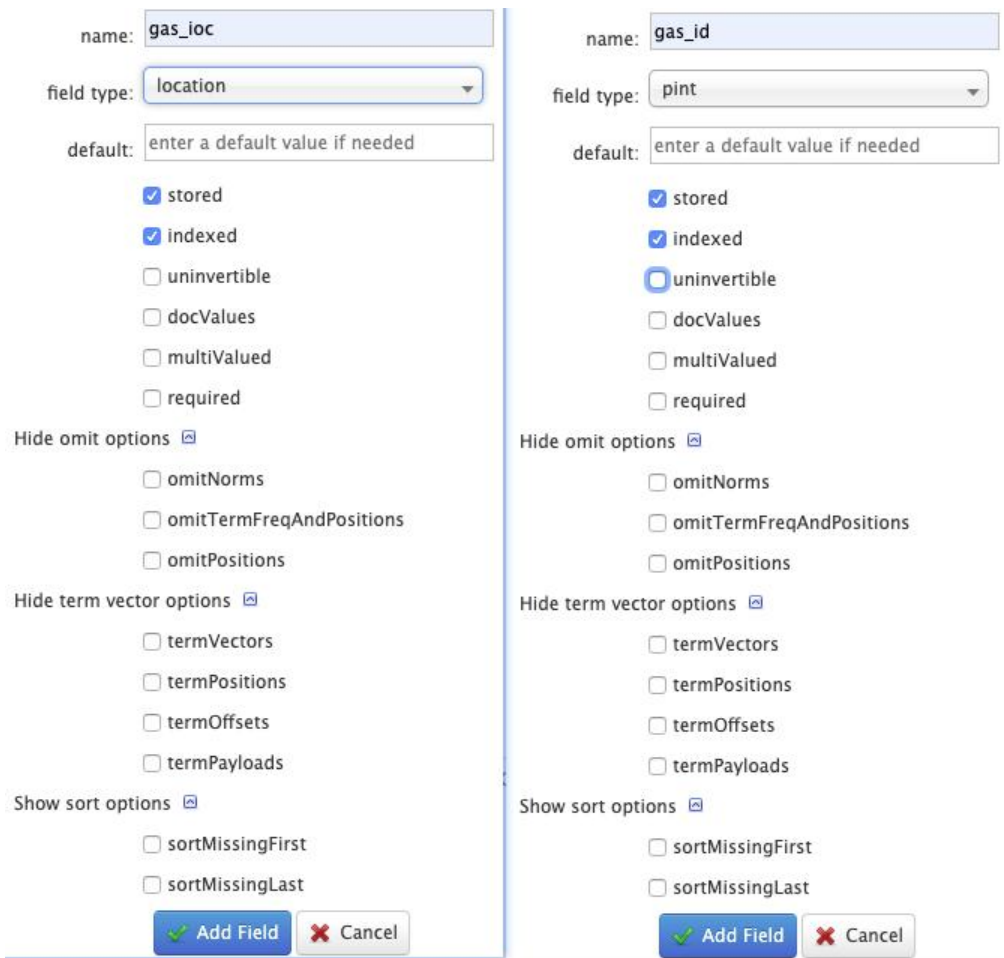 name: gas_ioc
field type: location
default: enter a default value if needed
stored
indexed
uninvertible
docValues
multiValued
required
Hide omit options
omitNorms
omitTermFreqAndPositions
omitPositions
Hide term vector options
termVectors
termPositions
termOffsets
termPayloads
Show sort options
sortMissingFirst
sortMissingLast
Add Field Cancel
name: gas_id
field type: pint
default: enter a default value if needed
stored
indexed
uninvertible
docValues
multiValued
required
Hide omit options
omitNorms
omitTermFreqAndPositions
omitPositions
Hide term vector options
termVectors
termPositions
termOffsets
termPayloads
Show sort options
sortMissingFirst
sortMissingLast
Add Field Cancel